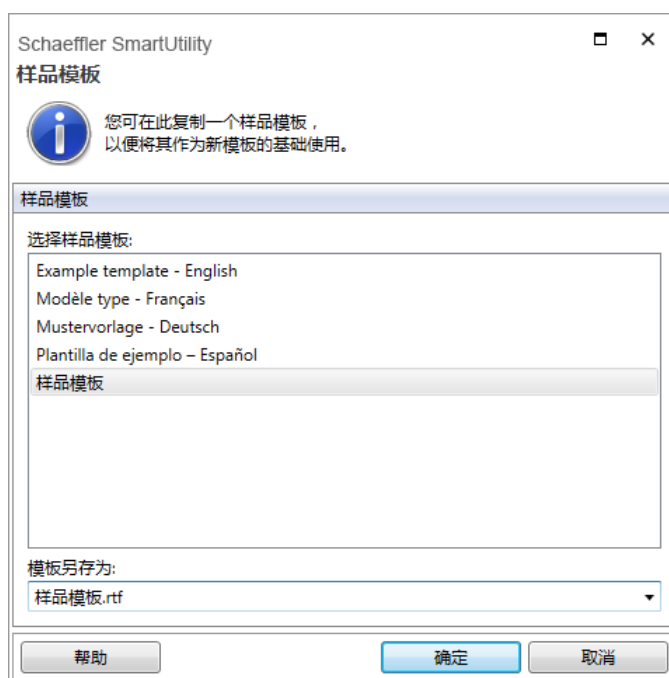 Schaeffler SmartUtility
样品模板
您可在此复制一个样品模板，
以便将其作为新模板的基础使用。
样品模板
选择样品模板:
Example template - English
Modèle type - Français
Mustervorlage - Deutsch
Plantilla de ejemplo – Español
样品模板
模板另存为:
样品模板.rtf
帮助
确定
取消